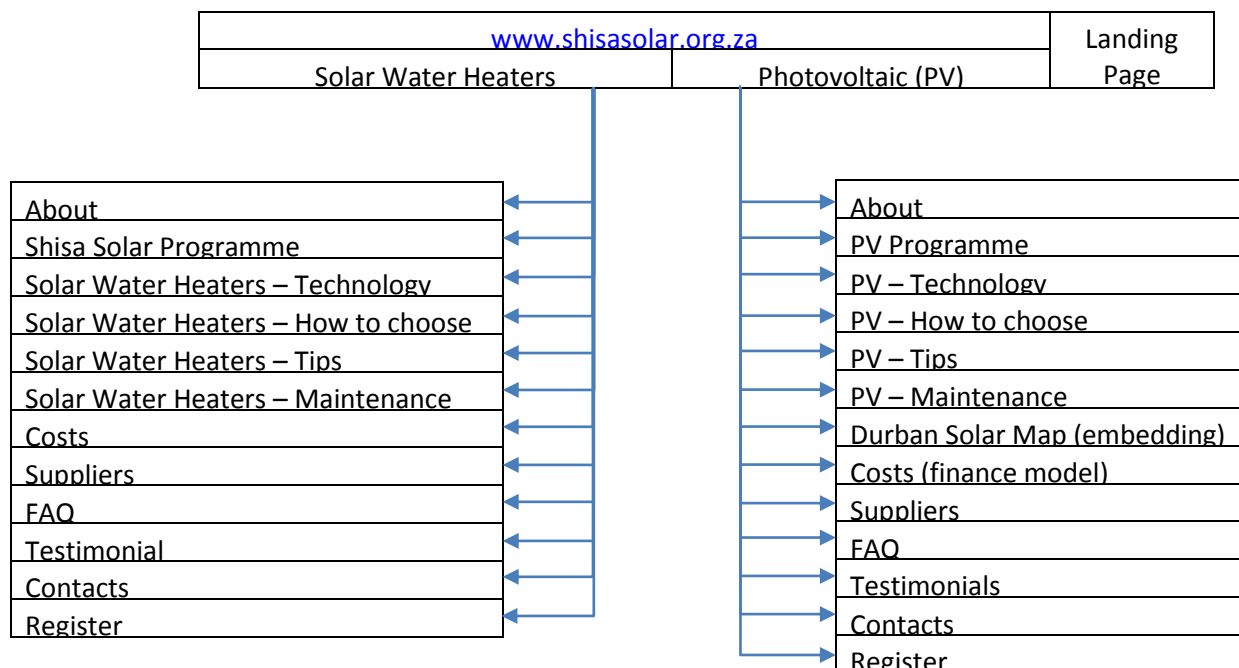 www.shisasolar.org.za
Landing Page
Solar Water Heaters
Photovoltaic (PV)
About
Shisa Solar Programme
Solar Water Heaters – Technology
Solar Water Heaters – How to choose
Solar Water Heaters – Tips
Solar Water Heaters – Maintenance
Costs
Suppliers
FAQ
Testimonial
Contacts
Register
About
PV Programme
PV – Technology
PV – How to choose
PV – Tips
PV – Maintenance
Durban Solar Map (embedding)
Costs (finance model)
Suppliers
FAQ
Testimonials
Contacts
Register